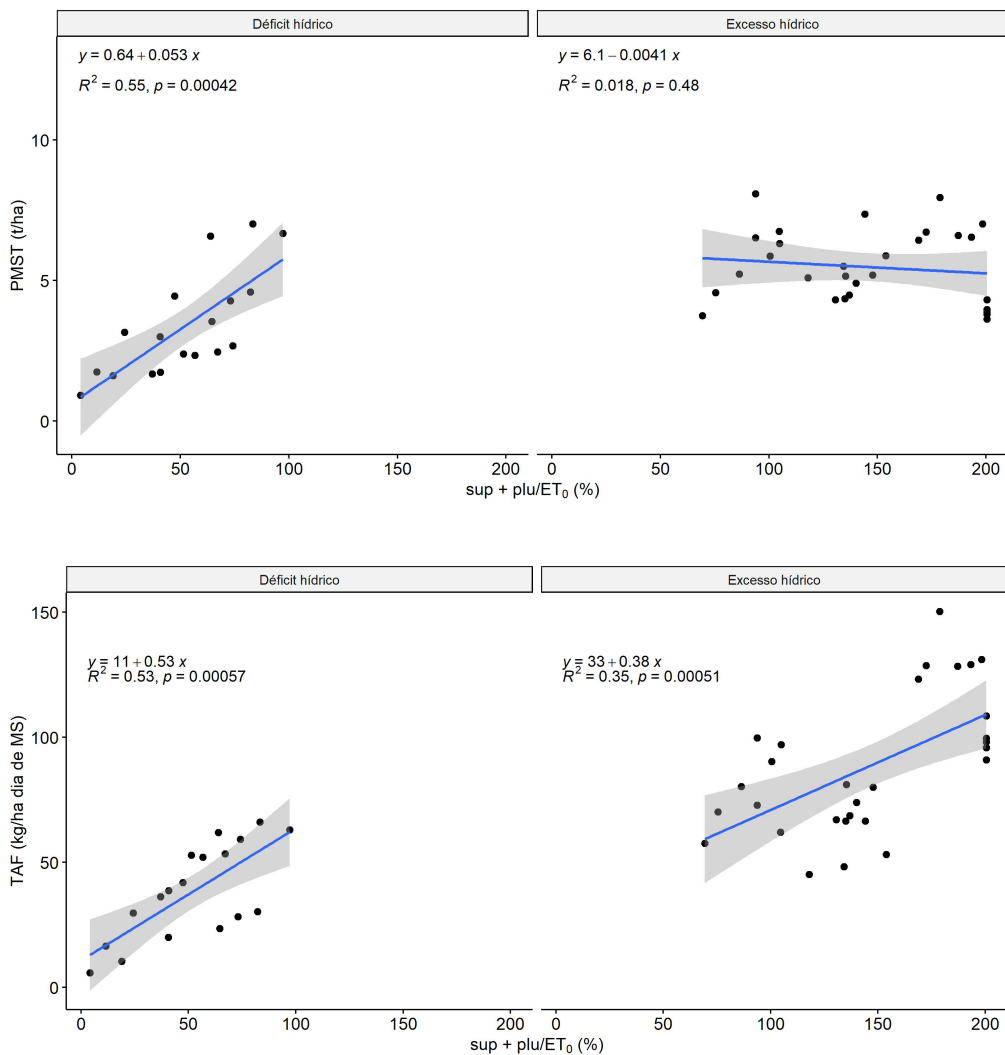 Déficit hídrico
Excesso hídrico
y = 0.64 + 0.053 x
R² = 0.55, p = 0.00042
y = 6.1 − 0.0041 x
R² = 0.018, p = 0.48
PMST (t/ha)
10
5
0
0 50 100 150 200
0 50 100 150 200
sup + plu/ET₀ (%)
Déficit hídrico
Excesso hídrico
y = 11 + 0.53 x
R² = 0.53, p = 0.00057
y = 33 + 0.38 x
R² = 0.35, p = 0.00051
TAF (kg/ha dia de MS)
150
100
50
0
0 50 100 150 200
0 50 100 150 200
sup + plu/ET₀ (%)